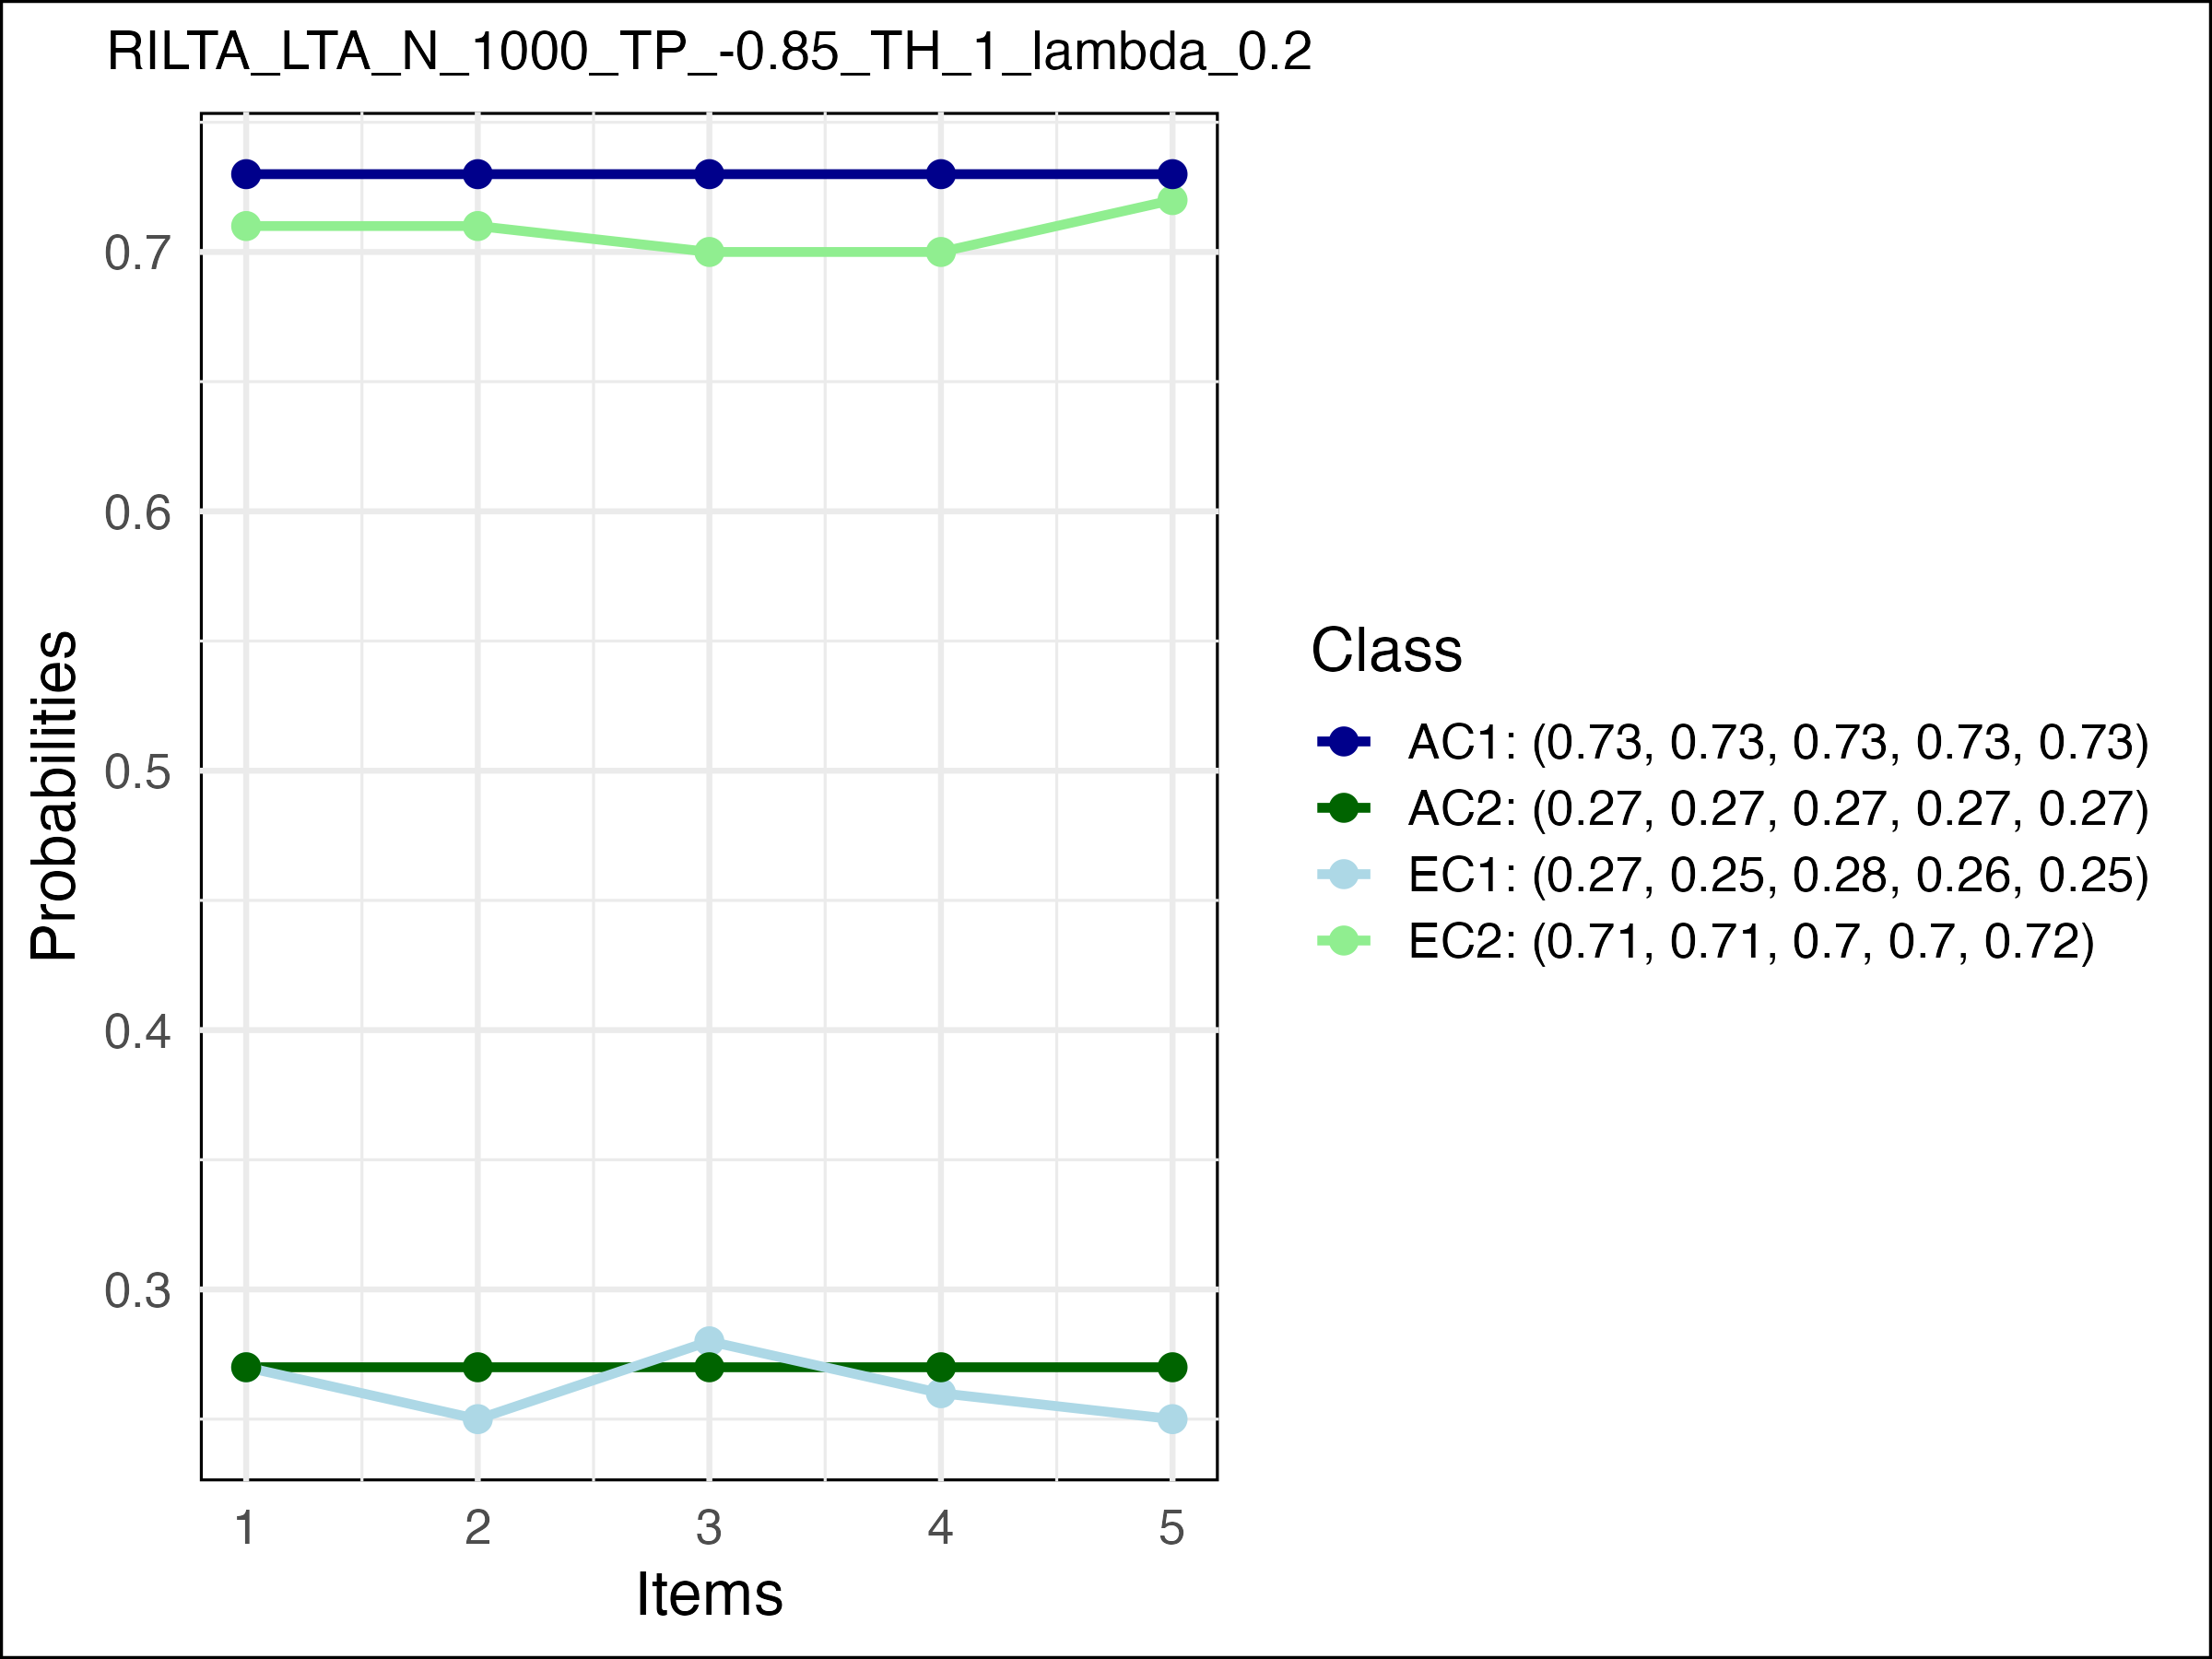 RILTA_LTA_N_1000_TP_-0.85_TH_1_lambda_0.2
Probabilities
0.7
0.6
0.5
0.4
0.3
1 2 3 4 5
Items
Class
AC1: (0.73, 0.73, 0.73, 0.73, 0.73)
AC2: (0.27, 0.27, 0.27, 0.27, 0.27)
EC1: (0.27, 0.25, 0.28, 0.26, 0.25)
EC2: (0.71, 0.71, 0.7, 0.7, 0.72)